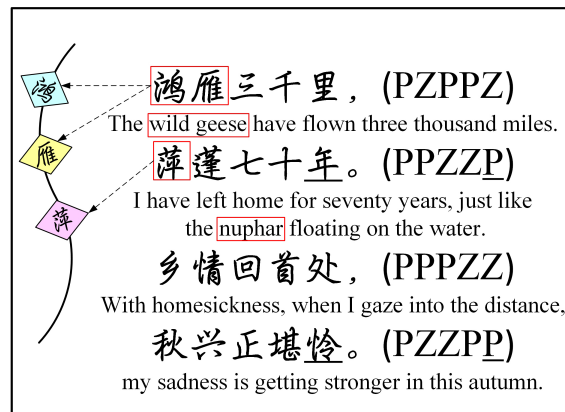 鸿雁三千里，(PZPPZ)
The wild geese have flown three thousand miles.
萍蓬七十年。(PPZZP)
I have left home for seventy years, just like
the nuphar floating on the water.
乡情回首处，(PPPZZ)
With homesickness, when I gaze into the distance,
秋兴正堪怜。(PZZPP)
my sadness is getting stronger in this autumn.
雁
萍